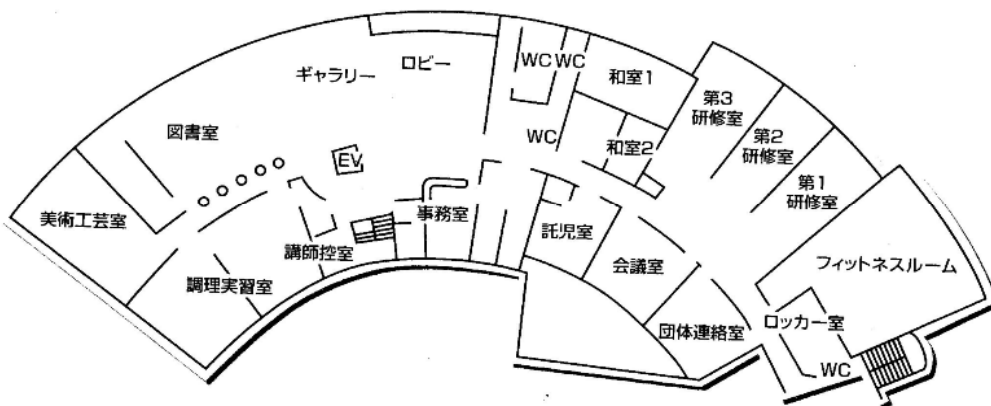 ロビー
ギャラリー
WC
WC
和室1
第3
研修室
図書室
WC
和室2
第2
研修室
EV
第1
研修室
美術工芸室
事務室
託児室
講師控室
会議室
フィットネスルーム
調理実習室
団体連絡室
ロッカー室
WC